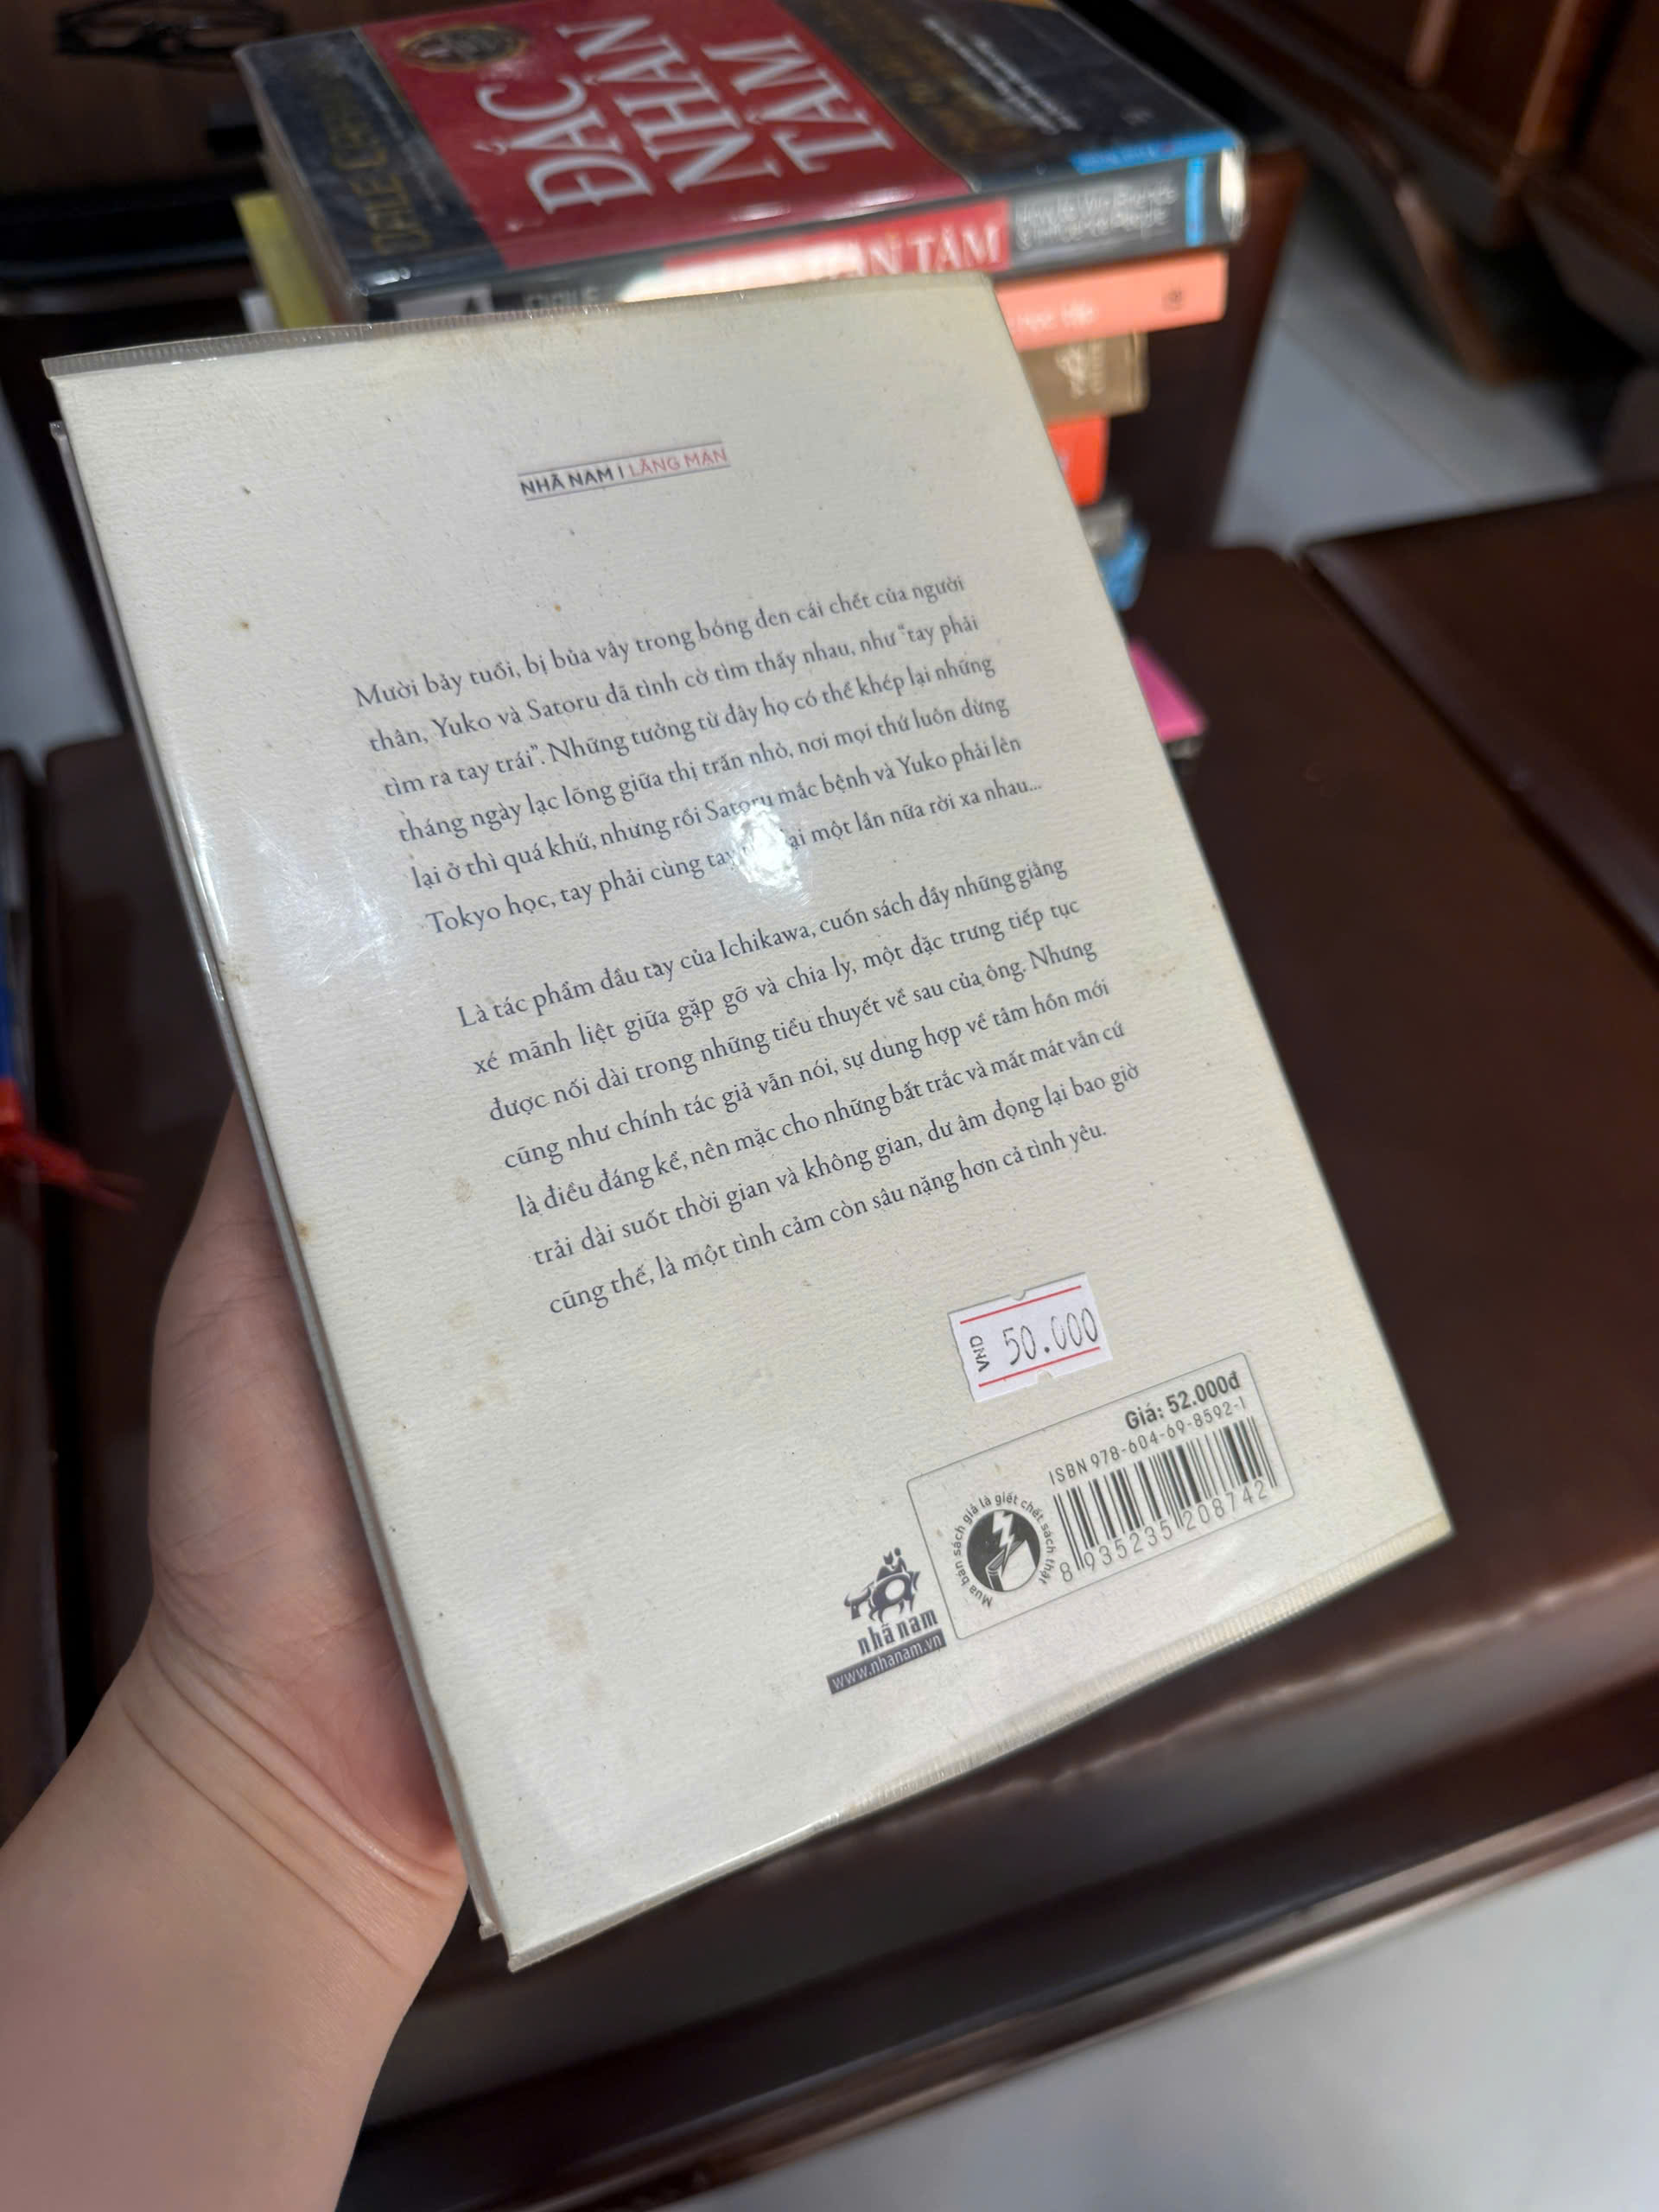 ĐẮC
NHÂN
TÂM
TÂM
NHÃ NAM | LÃNG MẠN
Mười bảy tuổi, bị bủa vây trong bóng đen cái chết của người
thân, Yuko và Satoru đã tình cờ tìm thấy nhau, như “tay phải
tìm ra tay trái”. Những tưởng từ đây họ có thể khép lại những
tháng ngày lạc lõng giữa thị trấn nhỏ, nơi mọi thứ luôn dừng
lại ở thì quá khứ, nhưng rồi Satoru mắc bệnh và Yuko phải lên
Tokyo học, tay phải cùng tay lại một lần nữa rời xa nhau...
Là tác phẩm đầu tay của Ichikawa, cuốn sách đầy những giằng
xé mãnh liệt giữa gặp gỡ và chia ly, một đặc trưng tiếp tục
được nối dài trong những tiểu thuyết về sau của ông. Nhưng
cũng như chính tác giả vẫn nói, sự dung hợp về tâm hồn mới
là điều đáng kể, nên mặc cho những bất trắc và mất mát vẫn cứ
trải dài suốt thời gian và không gian, dư âm đọng lại bao giờ
cũng thế, là một tình cảm còn sâu nặng hơn cả tình yêu.
VND 50.000
Giá: 52.000đ
ISBN 978-604-69-8592-1
8 935235 208742
Mua bán sách giả là giết chết sách thật
nhã nam
www.nhanam.vn